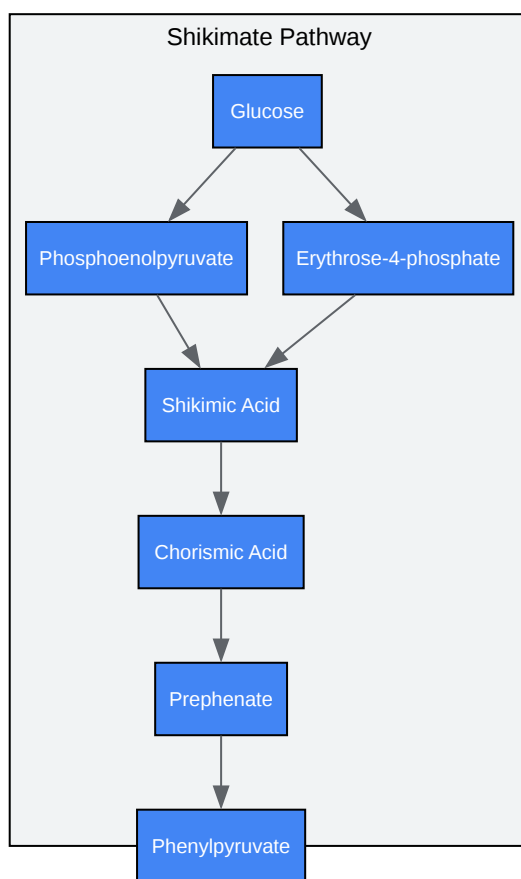 Shikimate Pathway
Glucose
Phosphoenolpyruvate
Erythrose-4-phosphate
Shikimic Acid
Chorismic Acid
Prephenate
Phenylpyruvate